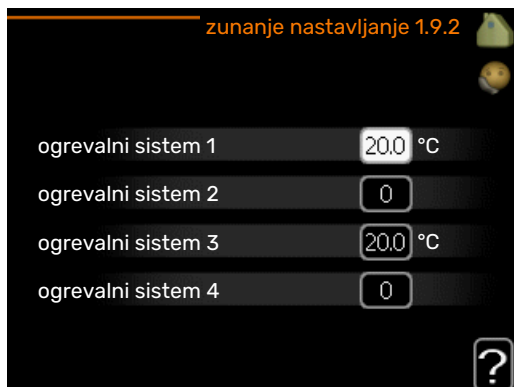 zunanje nastavljanje 1.9.2
ogrevalni sistem 1 20.0 °C
ogrevalni sistem 2 0
ogrevalni sistem 3 20.0 °C
ogrevalni sistem 4 0
?